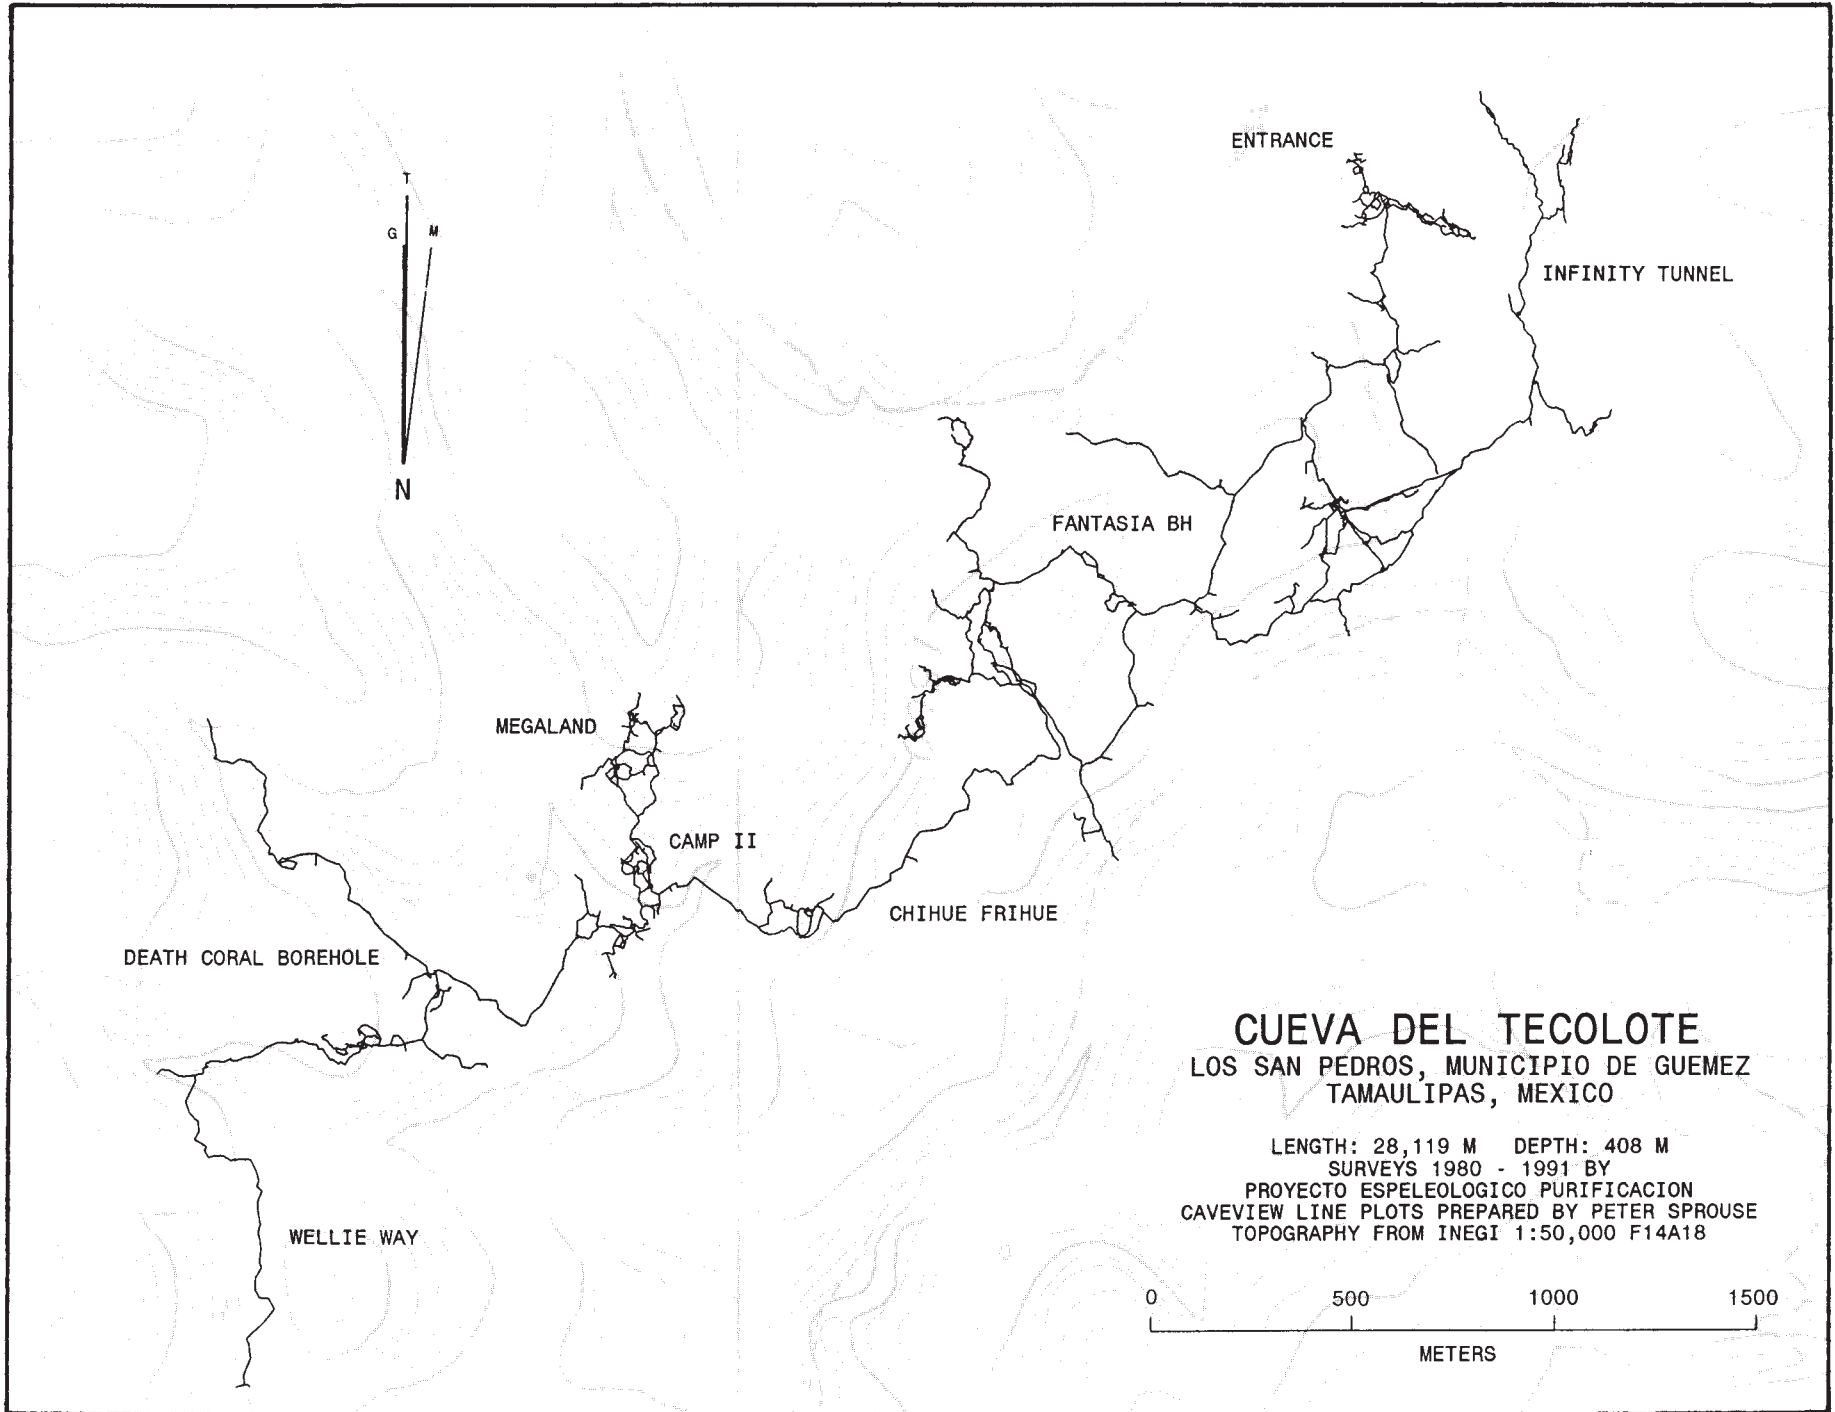 ENTRANCE
T
G M
INFINITY TUNNEL
N
FANTASIA BH
MEGALAND
CAMP II
CHIHUE FRIHUE
DEATH CORAL BOREHOLE
WELLIE WAY
CUEVA DEL TECOLOTE
LOS SAN PEDROS, MUNICIPIO DE GUEMEZ
TAMAULIPAS, MEXICO
LENGTH: 28,119 M DEPTH: 408 M
SURVEYS 1980 - 1991 BY
PROYECTO ESPELEOLOGICO PURIFICACION
CAVEVIEW LINE PLOTS PREPARED BY PETER SPROUSE
TOPOGRAPHY FROM INEGI 1:50,000 F14A18
0 500 1000 1500
METERS